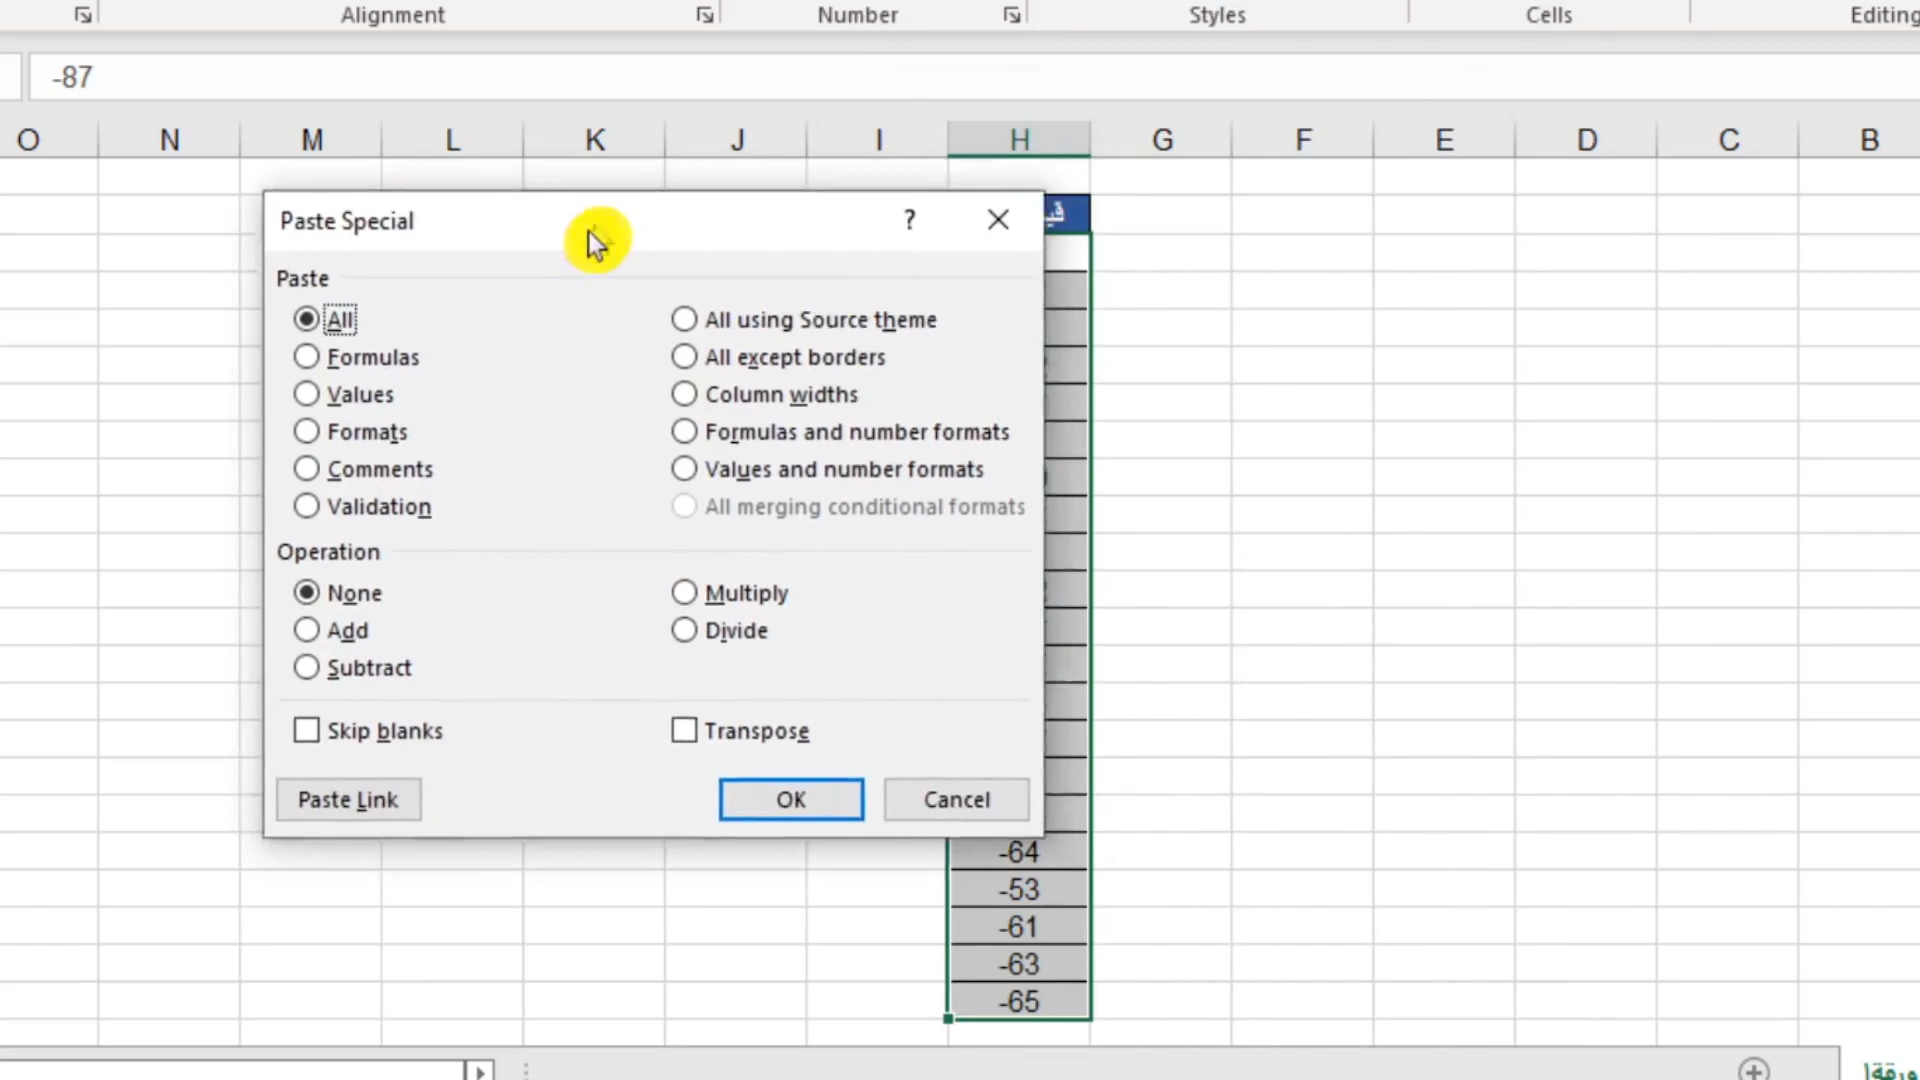 Alignment Number Styles Cells Editing
-87
O N M L K J I H G F E D C B
Paste Special ? ×
Paste
All All using Source theme
Formulas All except borders
Values Column widths
Formats Formulas and number formats
Comments Values and number formats
Validation All merging conditional formats
Operation
None Multiply
Add Divide
Subtract
Skip blanks Transpose
Paste Link OK Cancel
-64
-53
-61
-63
-65